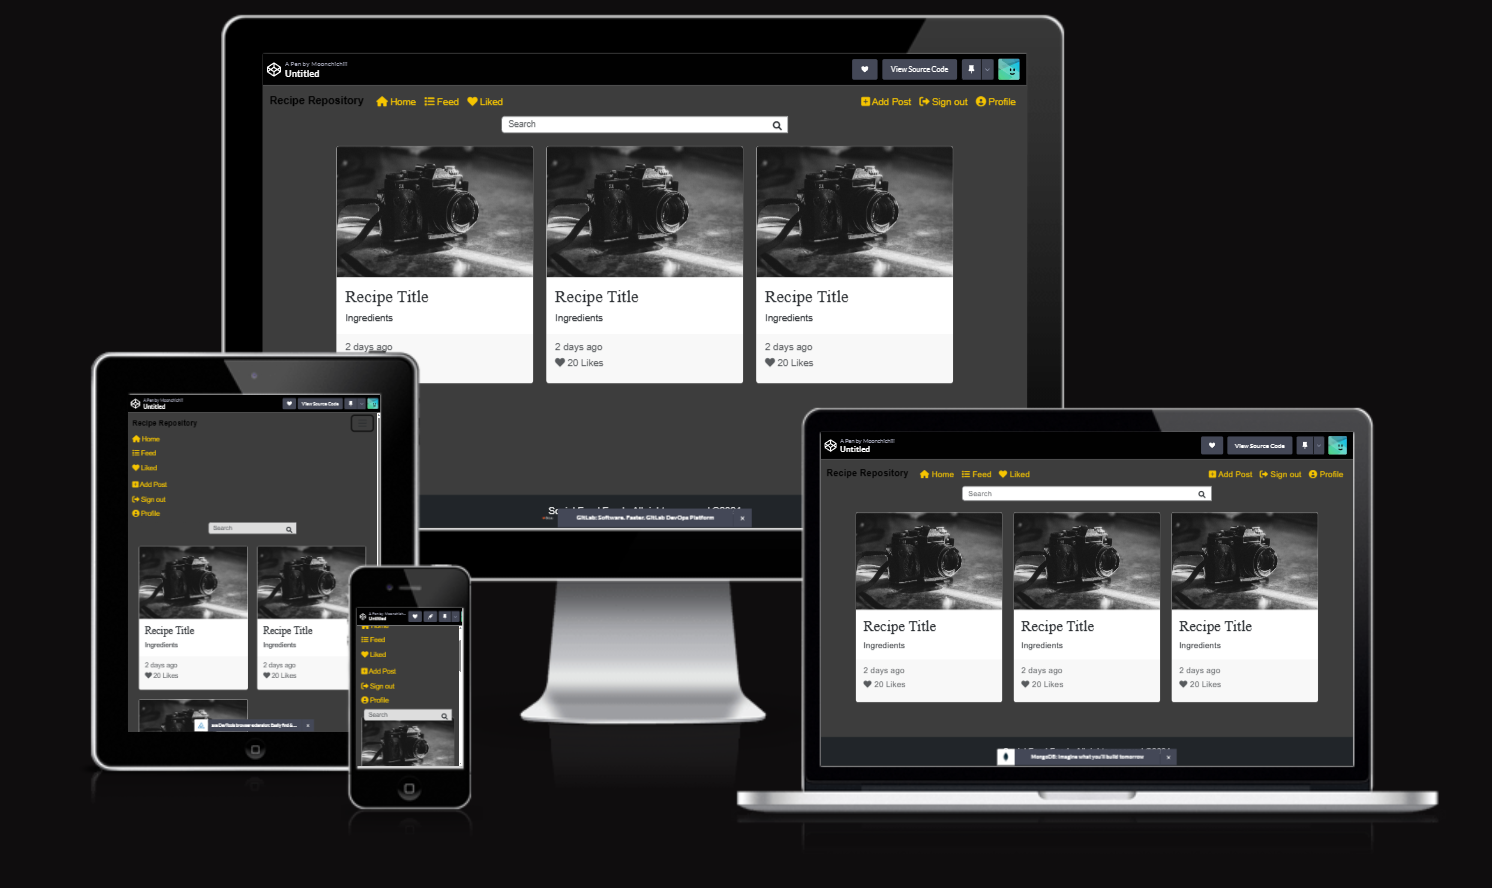 A Pen by Moonchichlll
Untitled
View Source Code
Recipe Repository Home Feed Liked Add Post Sign out Profile
Search
Recipe Title Recipe Title Recipe Title
Ingredients Ingredients Ingredients
2 days ago 2 days ago 2 days ago
20 Likes 20 Likes
GitLab: Software. Faster. GitLab DevOps Platform
A Pen by Moonchichlll
Untitled
View Source Code
Recipe Repository
Home
Feed
Liked
Add Post
Sign out
Profile
Search
Recipe Title Recipe Title
Ingredients Ingredients
2 days ago 2 days ago
20 Likes 20 Likes
Untitled
Feed
Liked
Add Post
Sign out
Profile
Search
A Pen by Moonchichlll
Untitled
View Source Code
Recipe Repository Home Feed Liked Add Post Sign out Profile
Search
Recipe Title Recipe Title Recipe Title
Ingredients Ingredients Ingredients
2 days ago 2 days ago 2 days ago
20 Likes 20 Likes 20 Likes
MongoDB: Imagine what you'll build tomorrow